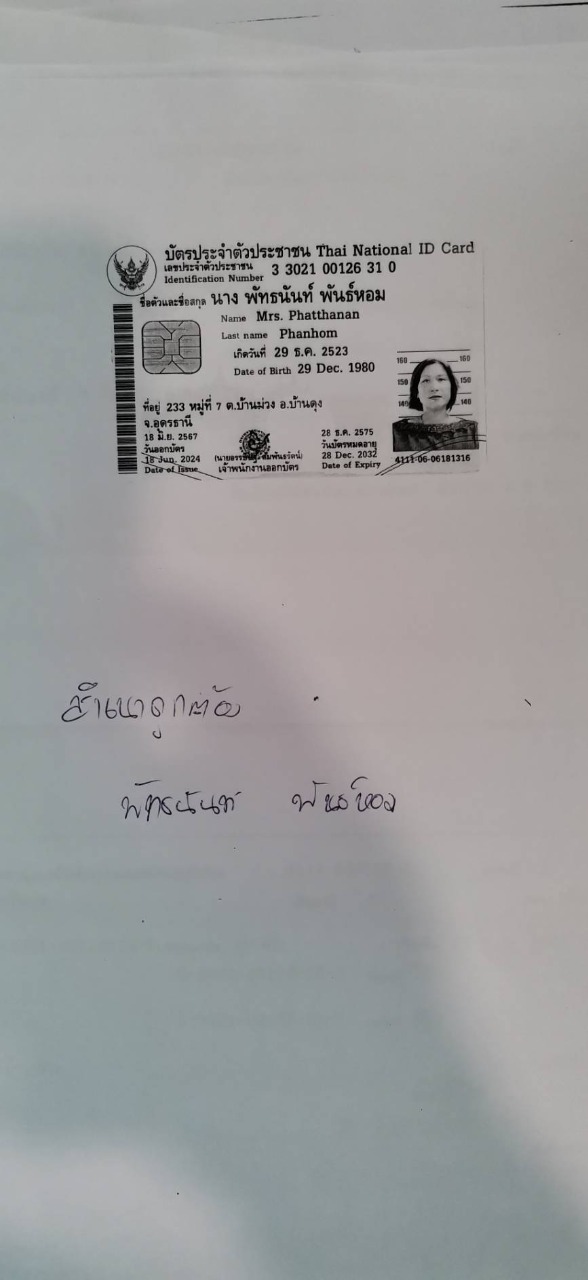 บัตรประจำตัวประชาชน Thai National ID Card
เลขประจำตัวประชาชน
Identification Number 3 3021 00126 31 0
ชื่อตัวและชื่อสกุล นาง พัทธนันท์ พันธ์หอม
Name Mrs. Phatthanan
Last name Phanhom
เกิดวันที่ 29 ธ.ค. 2523
Date of Birth 29 Dec. 1980
ที่อยู่ 233 หมู่ที่ 7 ต.บ้านม่วง อ.บ้านดุง
จ.อุดรธานี
18 มิ.ย. 2567
วันออกบัตร
18 Jun. 2024
Date of Issue
เจ้าพนักงานออกบัตร
28 ธ.ค. 2575
วันบัตรหมดอายุ
28 Dec. 2032
Date of Expiry
160 160
150 150
140 140
4111-06-06181316
สำเนาถูกต้อง
พัทธนันท์ พันธ์หอม